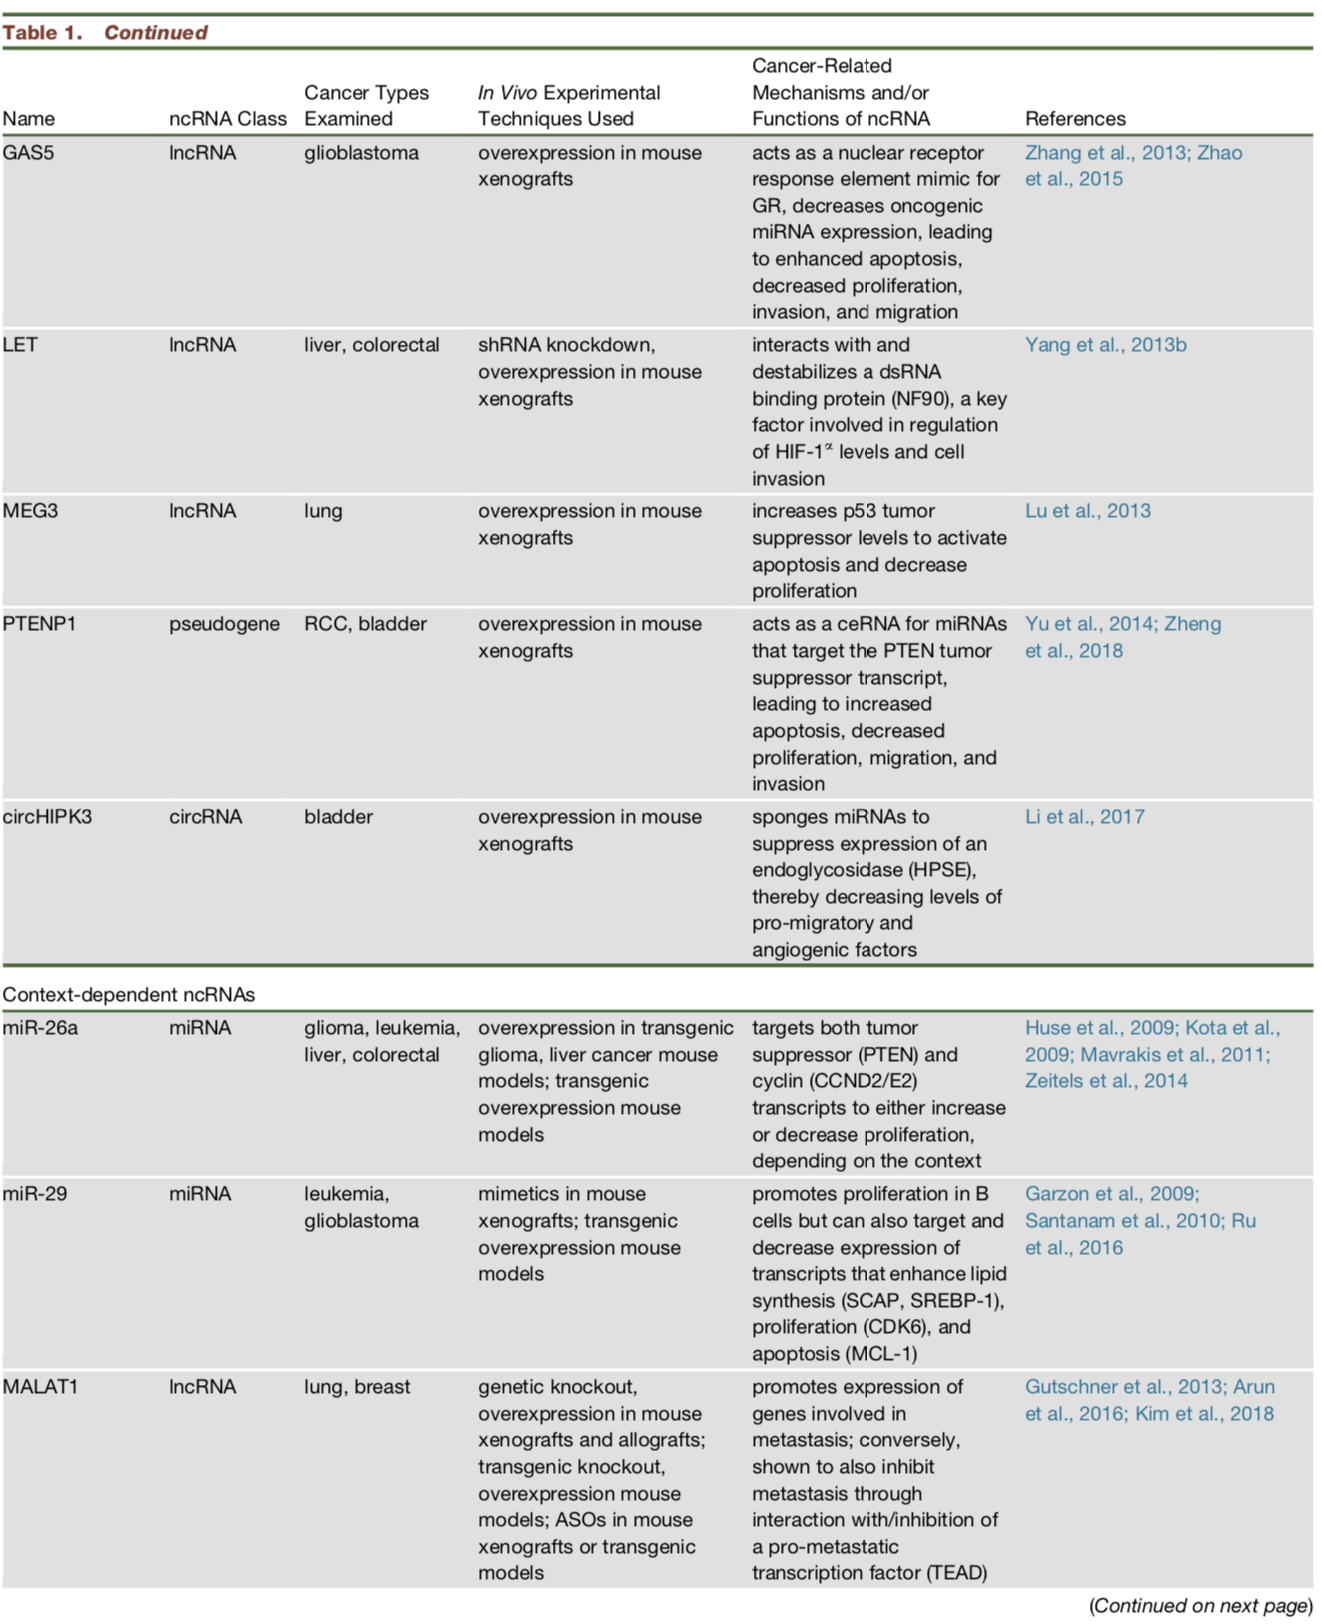 Table 1. Continued
Name
ncRNA Class
Cancer Types
Examined
In Vivo Experimental
Techniques Used
Cancer-Related
Mechanisms and/or
Functions of ncRNA
References
GAS5
lncRNA
glioblastoma
overexpression in mouse
xenografts
acts as a nuclear receptor
response element mimic for
GR, decreases oncogenic
miRNA expression, leading
to enhanced apoptosis,
decreased proliferation,
invasion, and migration
Zhang et al., 2013; Zhao
et al., 2015
LET
lncRNA
liver, colorectal
shRNA knockdown,
overexpression in mouse
xenografts
interacts with and
destabilizes a dsRNA
binding protein (NF90), a key
factor involved in regulation
of HIF-1α levels and cell
invasion
Yang et al., 2013b
MEG3
lncRNA
lung
overexpression in mouse
xenografts
increases p53 tumor
suppressor levels to activate
apoptosis and decrease
proliferation
Lu et al., 2013
PTENP1
pseudogene
RCC, bladder
overexpression in mouse
xenografts
acts as a ceRNA for miRNAs
that target the PTEN tumor
suppressor transcript,
leading to increased
apoptosis, decreased
proliferation, migration, and
invasion
Yu et al., 2014; Zheng
et al., 2018
circHIPK3
circRNA
bladder
overexpression in mouse
xenografts
sponges miRNAs to
suppress expression of an
endoglycosidase (HPSE),
thereby decreasing levels of
pro-migratory and
angiogenic factors
Li et al., 2017
Context-dependent ncRNAs
miR-26a
miRNA
glioma, leukemia,
liver, colorectal
overexpression in transgenic
glioma, liver cancer mouse
models; transgenic
overexpression mouse
models
targets both tumor
suppressor (PTEN) and
cyclin (CCND2/E2)
transcripts to either increase
or decrease proliferation,
depending on the context
Huse et al., 2009; Kota et al.,
2009; Mavrakis et al., 2011;
Zeitels et al., 2014
miR-29
miRNA
leukemia,
glioblastoma
mimetics in mouse
xenografts; transgenic
overexpression mouse
models
promotes proliferation in B
cells but can also target and
decrease expression of
transcripts that enhance lipid
synthesis (SCAP, SREBP-1),
proliferation (CDK6), and
apoptosis (MCL-1)
Garzon et al., 2009;
Santanam et al., 2010; Ru
et al., 2016
MALAT1
lncRNA
lung, breast
genetic knockout,
overexpression in mouse
xenografts and allografts;
transgenic knockout,
overexpression mouse
models; ASOs in mouse
xenografts or transgenic
models
promotes expression of
genes involved in
metastasis; conversely,
shown to also inhibit
metastasis through
interaction with/inhibition of
a pro-metastatic
transcription factor (TEAD)
Gutschner et al., 2013; Arun
et al., 2016; Kim et al., 2018
(Continued on next page)